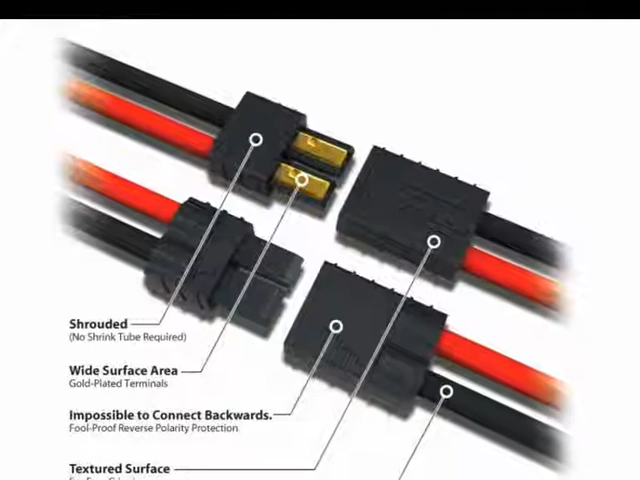 Shrouded
(No Shrink Tube Required)
Wide Surface Area
Gold-Plated Terminals
Impossible to Connect Backwards.
Fool-Proof Reverse Polarity Protection
Textured Surface